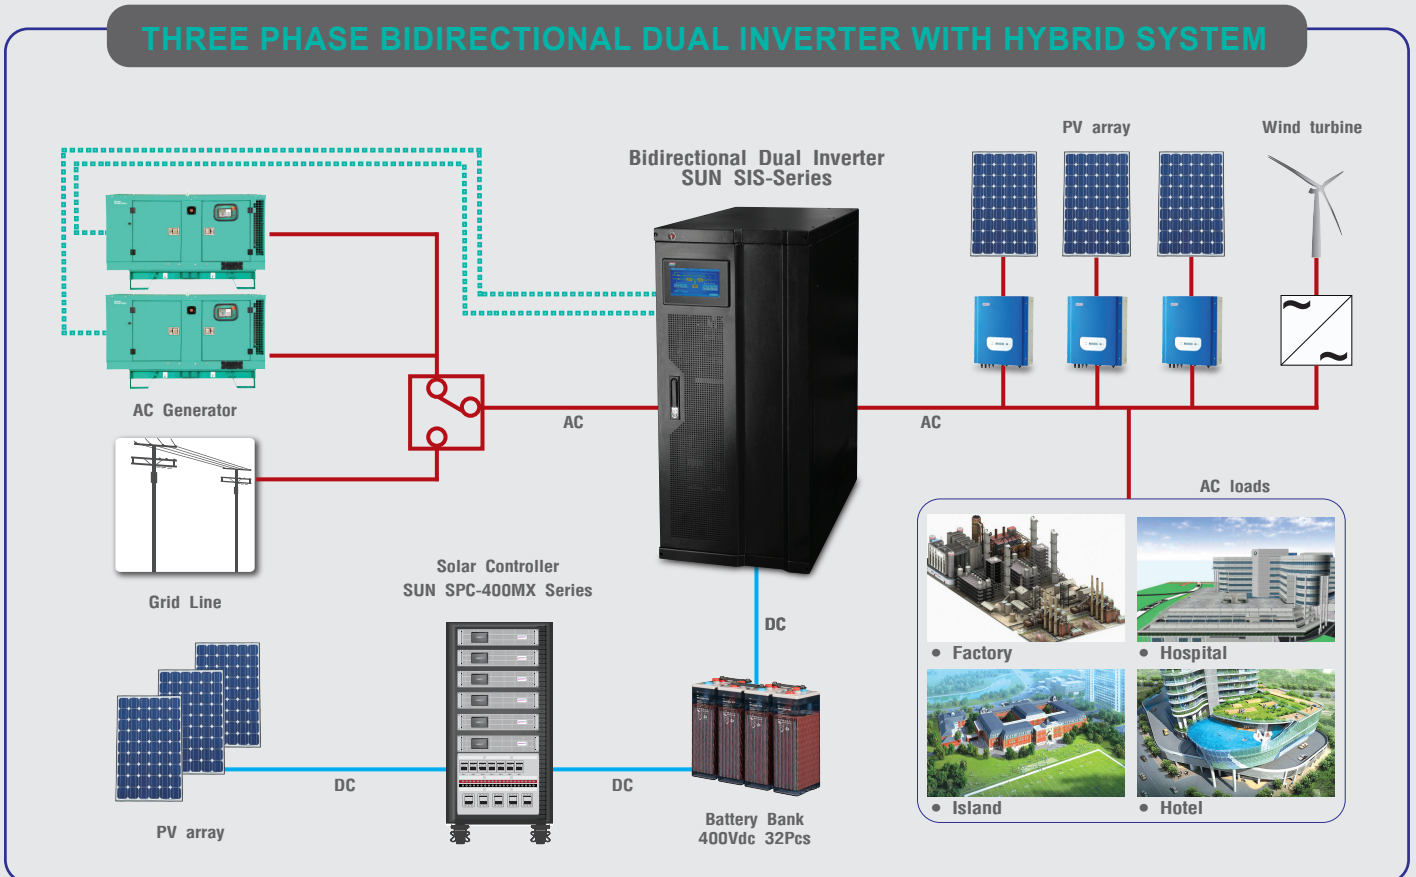 THREE PHASE BIDIRECTIONAL DUAL INVERTER WITH HYBRID SYSTEM
PV array
Wind turbine
Bidirectional Dual Inverter
SUN SIS-Series
AC Generator
AC
AC
AC loads
Grid Line
Solar Controller
SUN SPC-400MX Series
DC
• Factory
• Hospital
DC
DC
• Island
• Hotel
PV array
Battery Bank
400Vdc 32Pcs